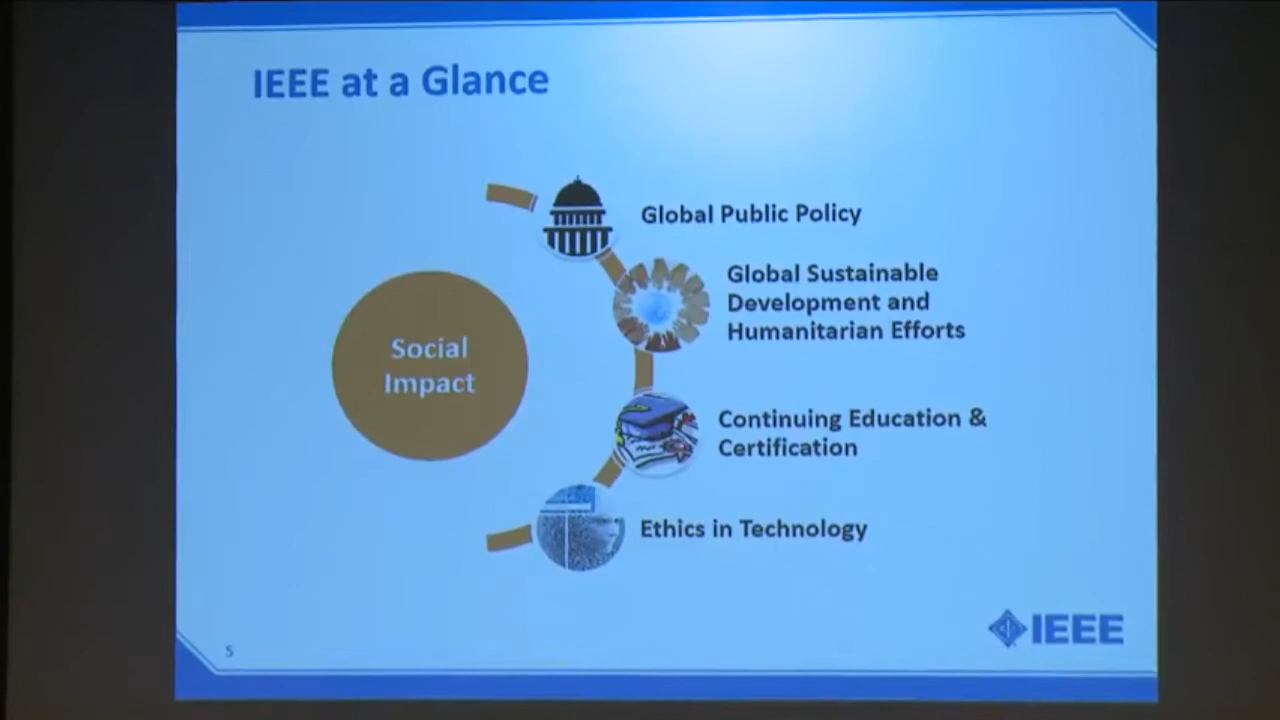 IEEE at a Glance
Global Public Policy
Global Sustainable
Development and
Humanitarian Efforts
Social
Impact
Continuing Education &
Certification
Ethics in Technology
IEEE
5